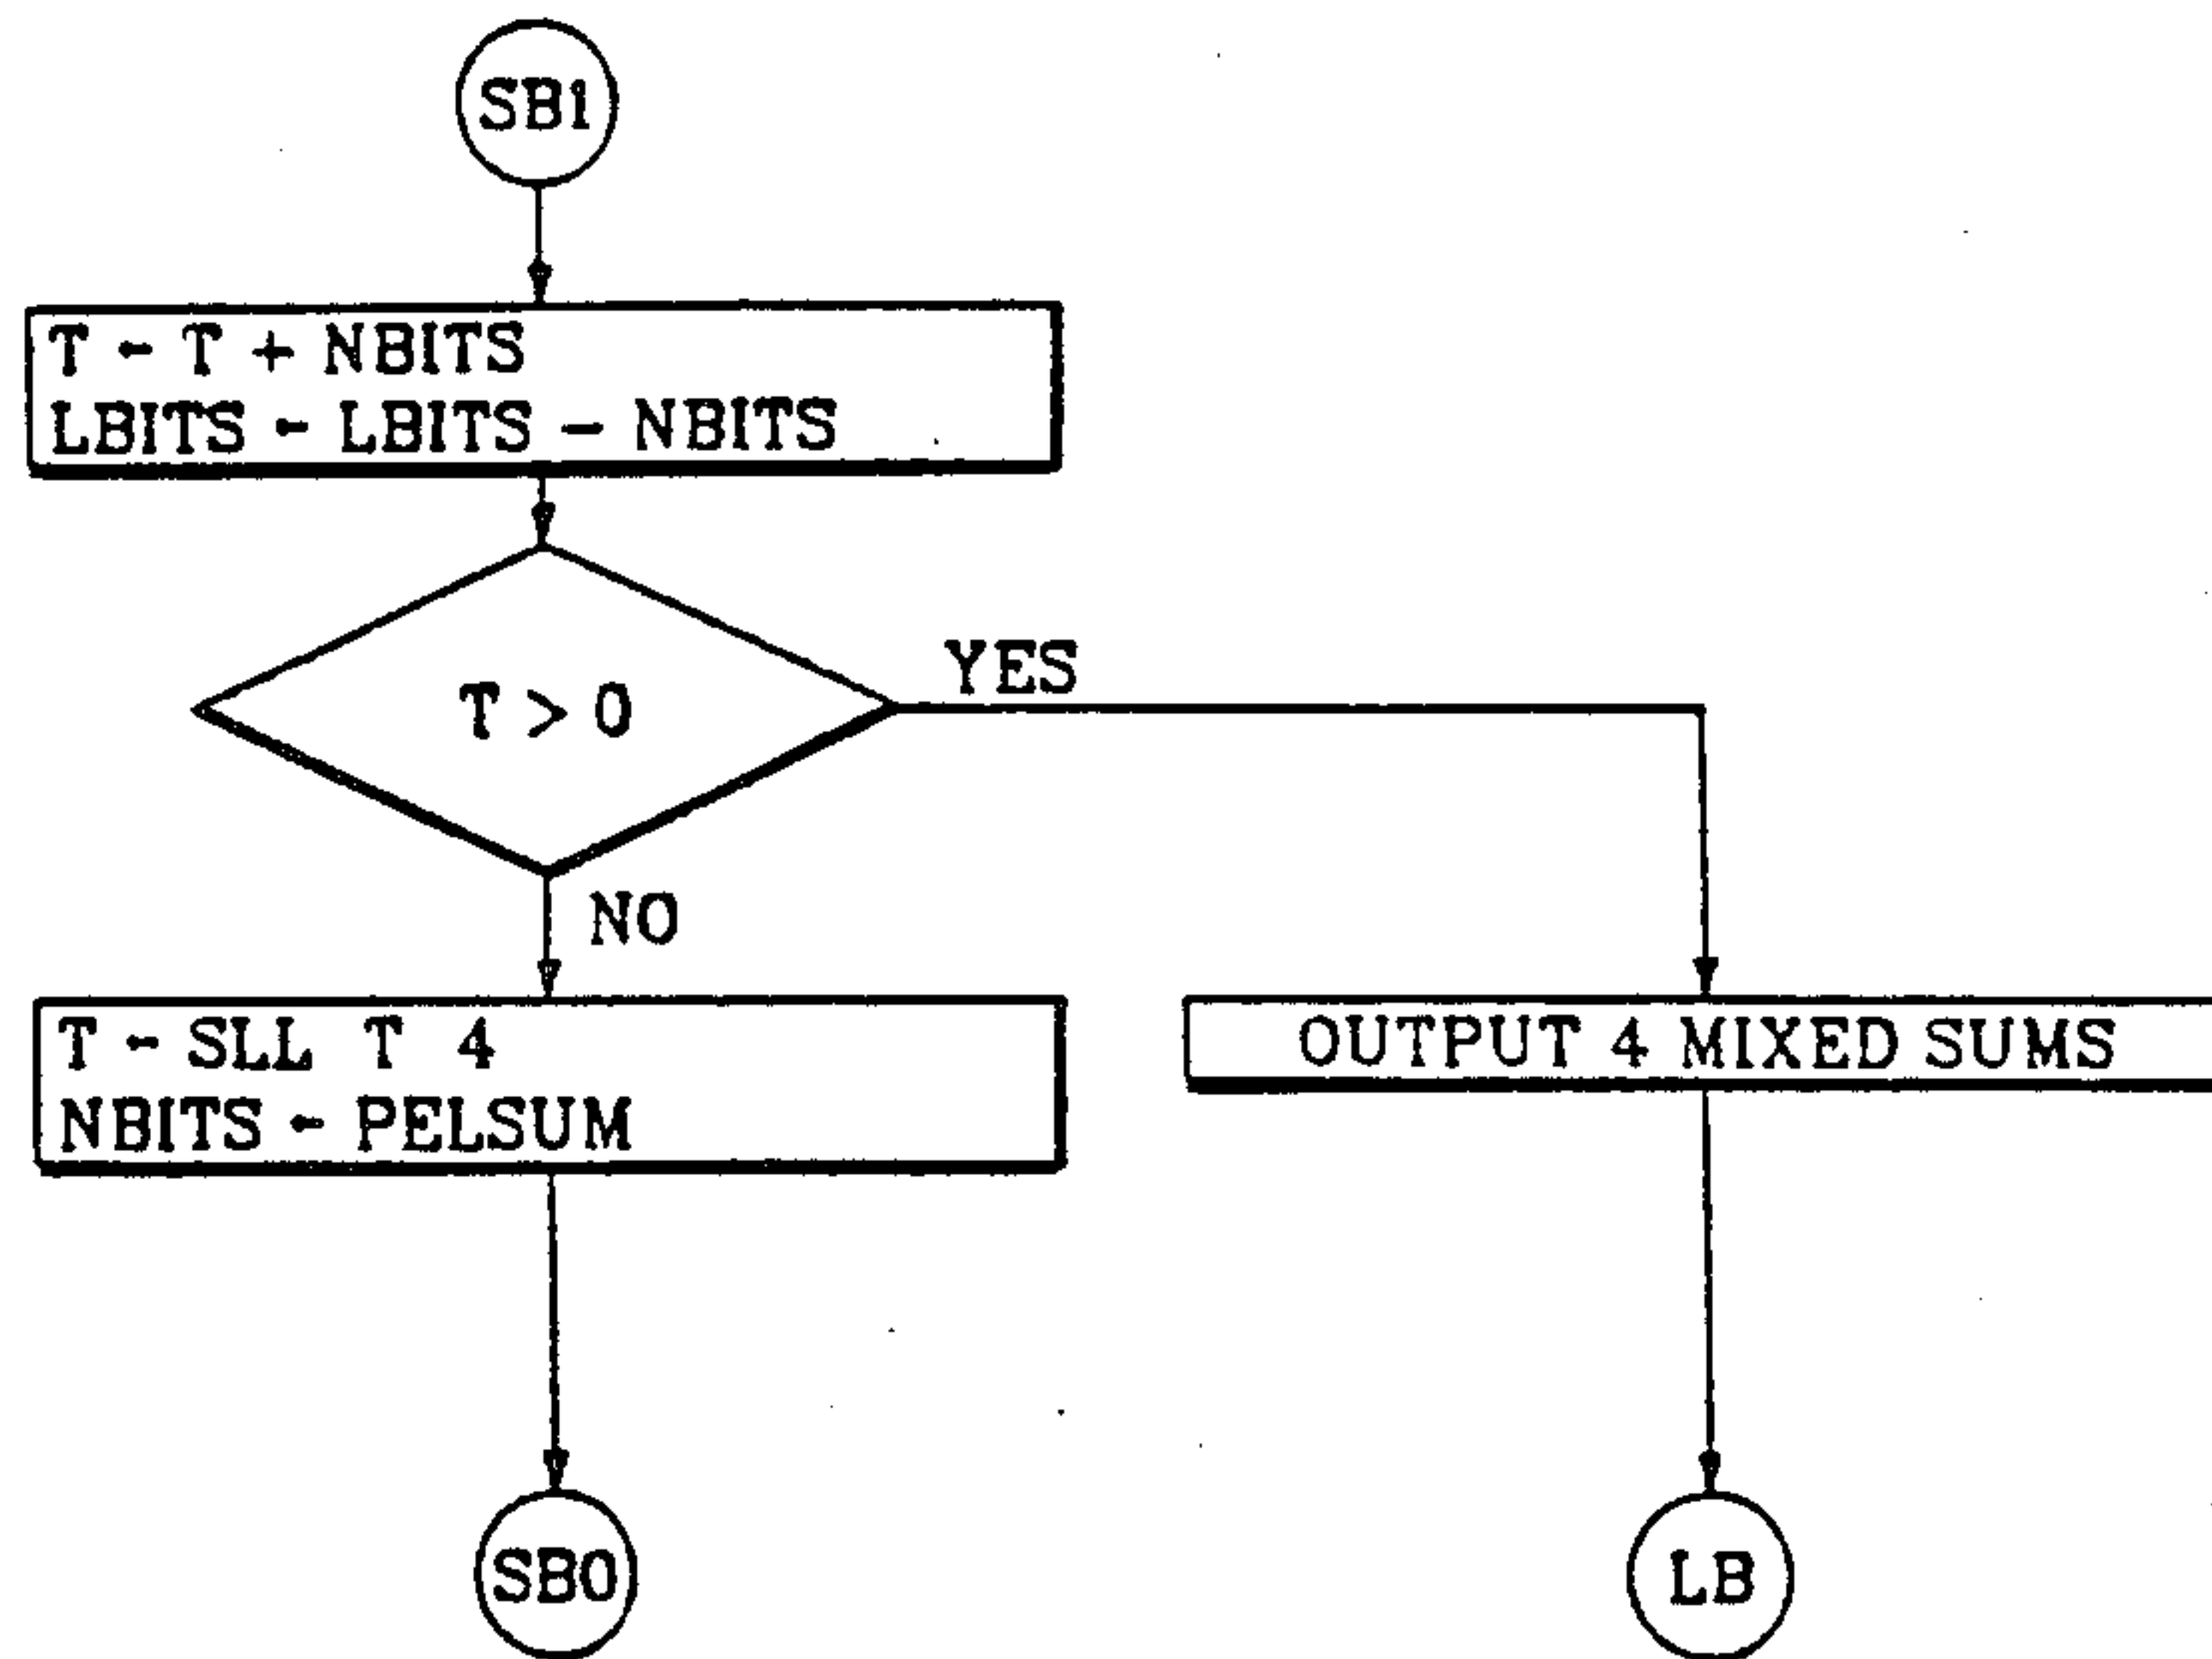 SB1
T ← T + NBITS
LBITS ← LBITS - NBITS
T > 0
YES
NO
T ← SLL T 4
NBITS ← PELSUM
OUTPUT 4 MIXED SUMS
SB0
LB